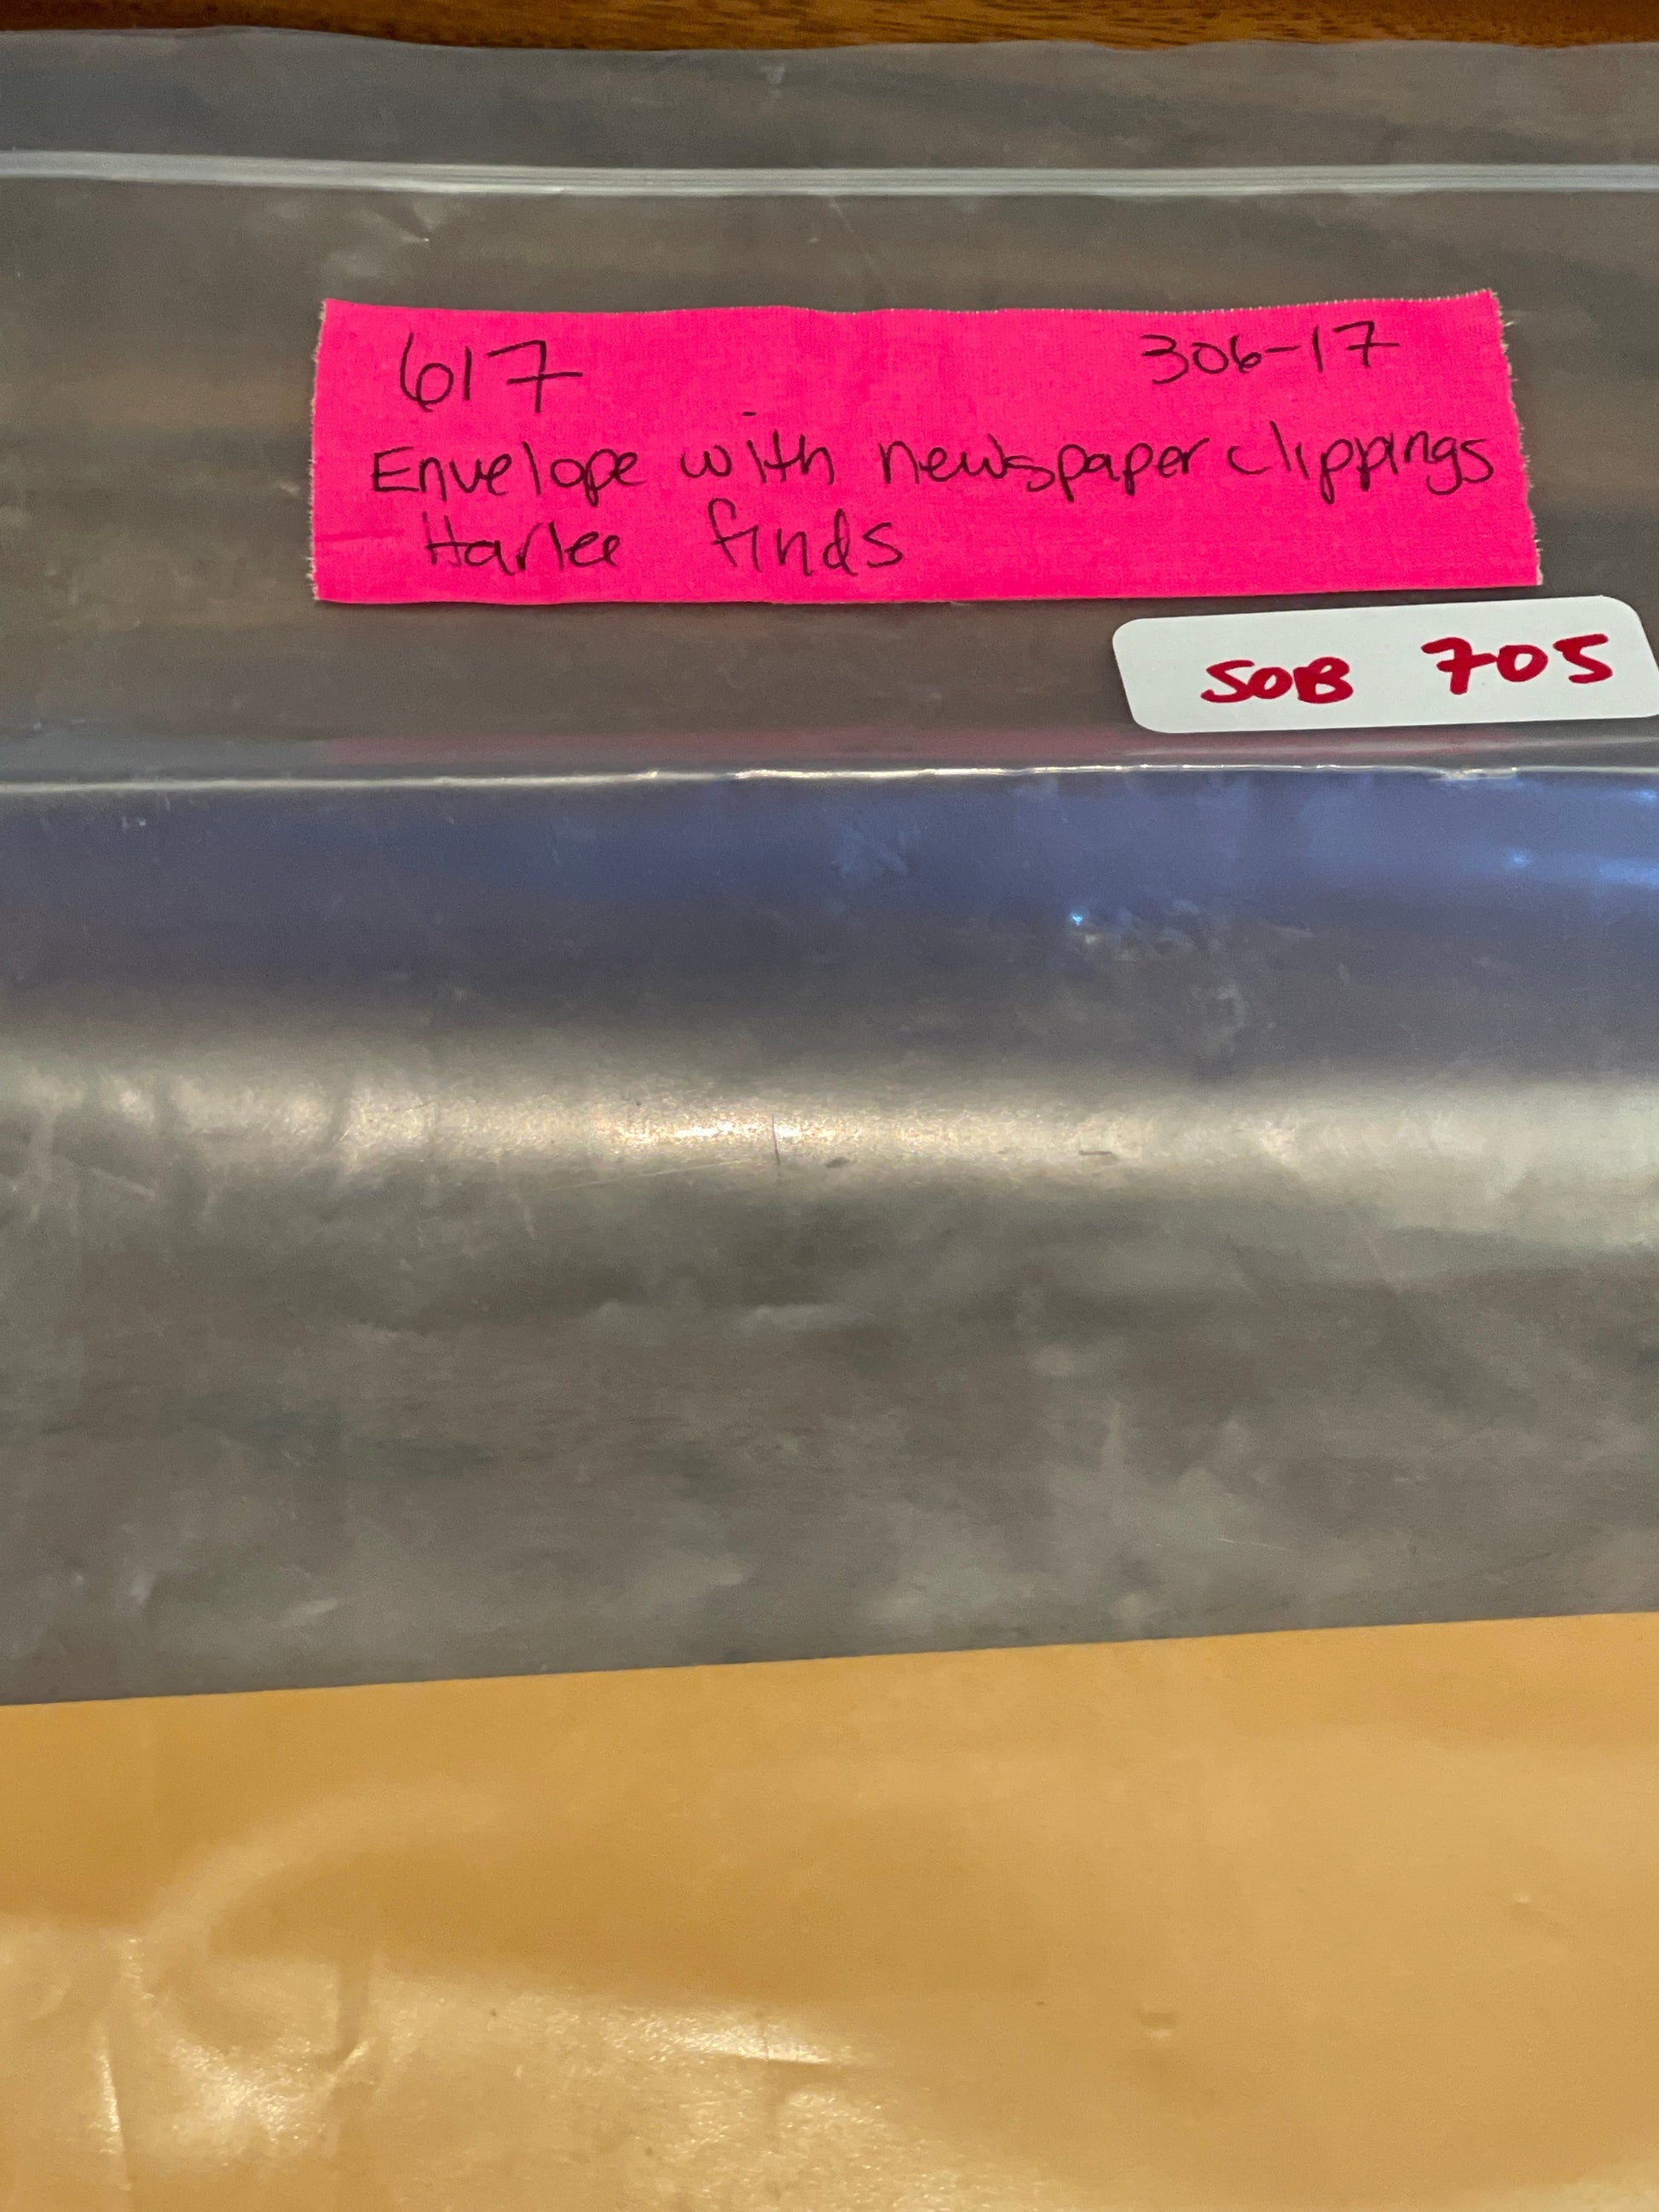 617 306-17
Envelope with newspaper clippings
Harlee finds
SOB 705